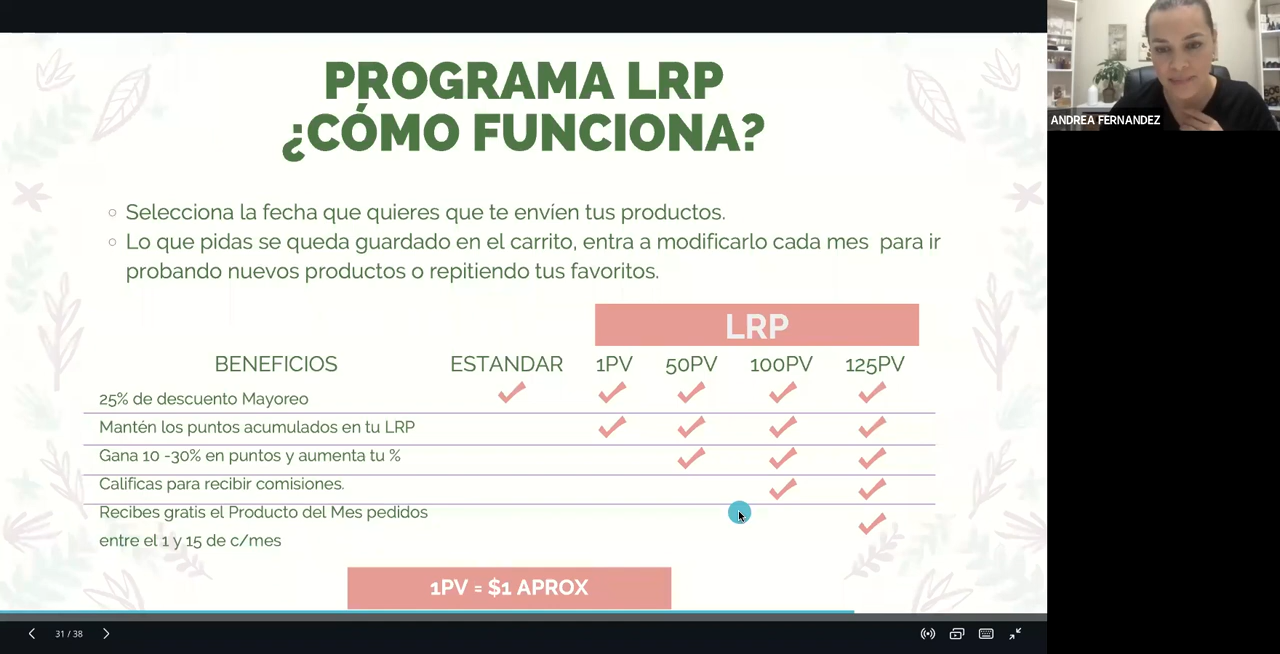 PROGRAMA LRP
¿CÓMO FUNCIONA?
ANDREA FERNANDEZ
Selecciona la fecha que quieres que te envíen tus productos.
Lo que pidas se queda guardado en el carrito, entra a modificarlo cada mes para ir
probando nuevos productos o repitiendo tus favoritos.
LRP
BENEFICIOS ESTANDAR 1PV 50PV 100PV 125PV
25% de descuento Mayoreo
Mantén los puntos acumulados en tu LRP
Gana 10 -30% en puntos y aumenta tu %
Calificas para recibir comisiones.
Recibes gratis el Producto del Mes pedidos
entre el 1 y 15 de c/mes
1PV = $1 APROX
31 / 38